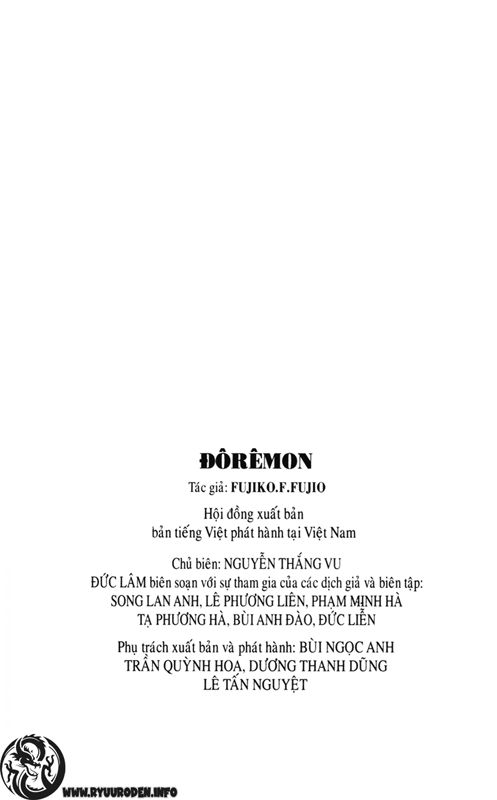 ĐÔRÊMON
Tác giả: FUJIKO.F.FUJIO
Hội đồng xuất bản
bản tiếng Việt phát hành tại Việt Nam
Chủ biên: NGUYỄN THẮNG VU
ĐỨC LÂM biên soạn với sự tham gia của các dịch giả và biên tập:
SONG LAN ANH, LÊ PHƯƠNG LIÊN, PHẠM MINH HÀ
TẠ PHƯƠNG HÀ, BÙI ANH ĐÀO, ĐỨC LIỄN
Phụ trách xuất bản và phát hành: BÙI NGỌC ANH
TRẦN QUỲNH HOA, DƯƠNG THANH DŨNG
LÊ TẤN NGUYỆT
WWW.RYUURODEN.INFO